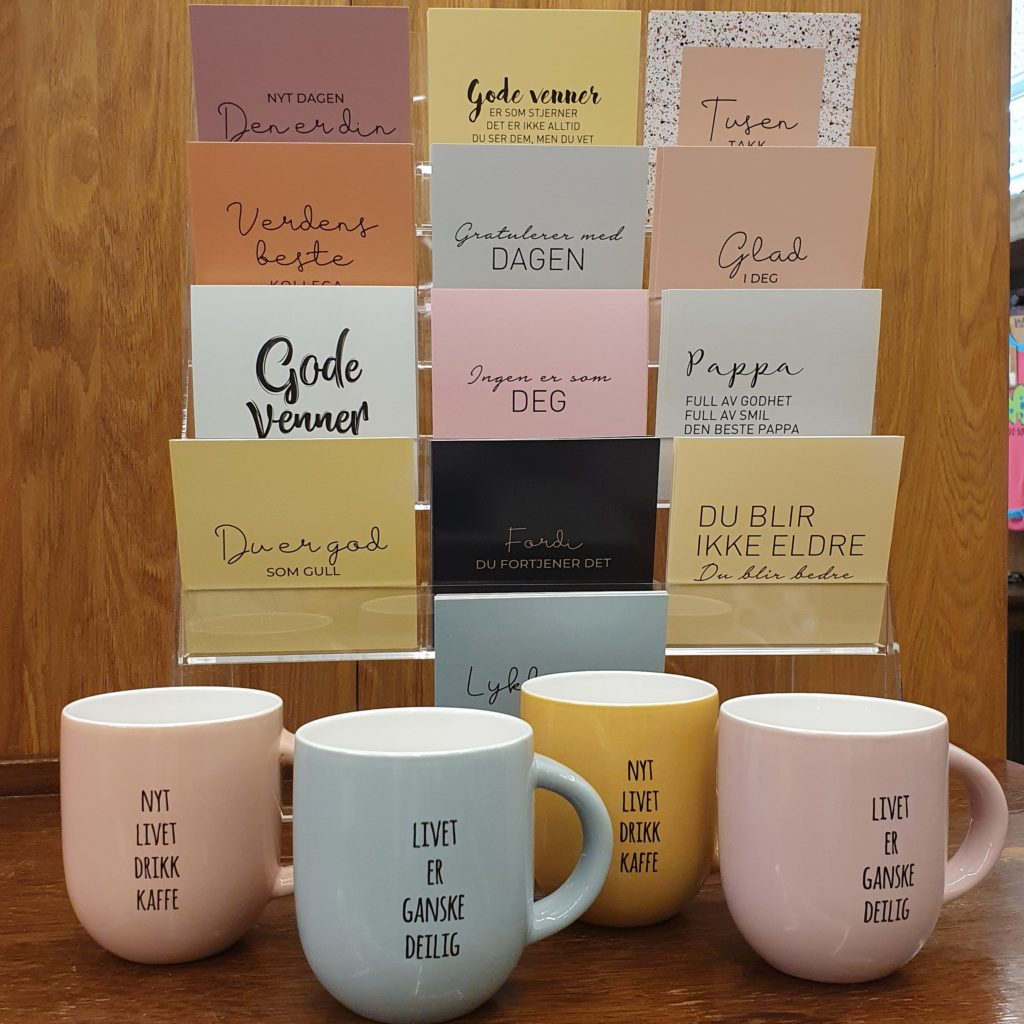 NYT DAGEN
Den er din
Gode venner
ER SOM STJERNER
DET ER IKKE ALLTID
DU SER DEM, MEN DU VET
Tusen
TAKK
Verdens
beste
KOLLEGA
Gratulerer med
DAGEN
Glad
I DEG
Gode
Venner
Ingen er som
DEG
Pappa
FULL AV GODHET
FULL AV SMIL
DEN BESTE PAPPA
Du er god
SOM GULL
Fordi
DU FORTJENER DET
DU BLIR
IKKE ELDRE
Du blir bedre
NYT
LIVET
DRIKK
KAFFE
LIVET
ER
GANSKE
DEILIG
NYT
LIVET
DRIKK
KAFFE
LIVET
ER
GANSKE
DEILIG